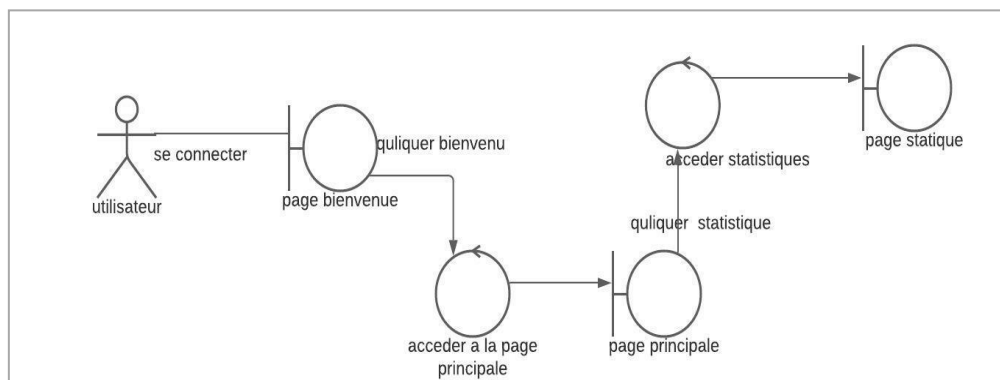 se connecter
utilisateur
quliquer bienvenu
page bienvenue
acceder a la page
principale
page principale
quliquer statistique
acceder statistiques
page statique